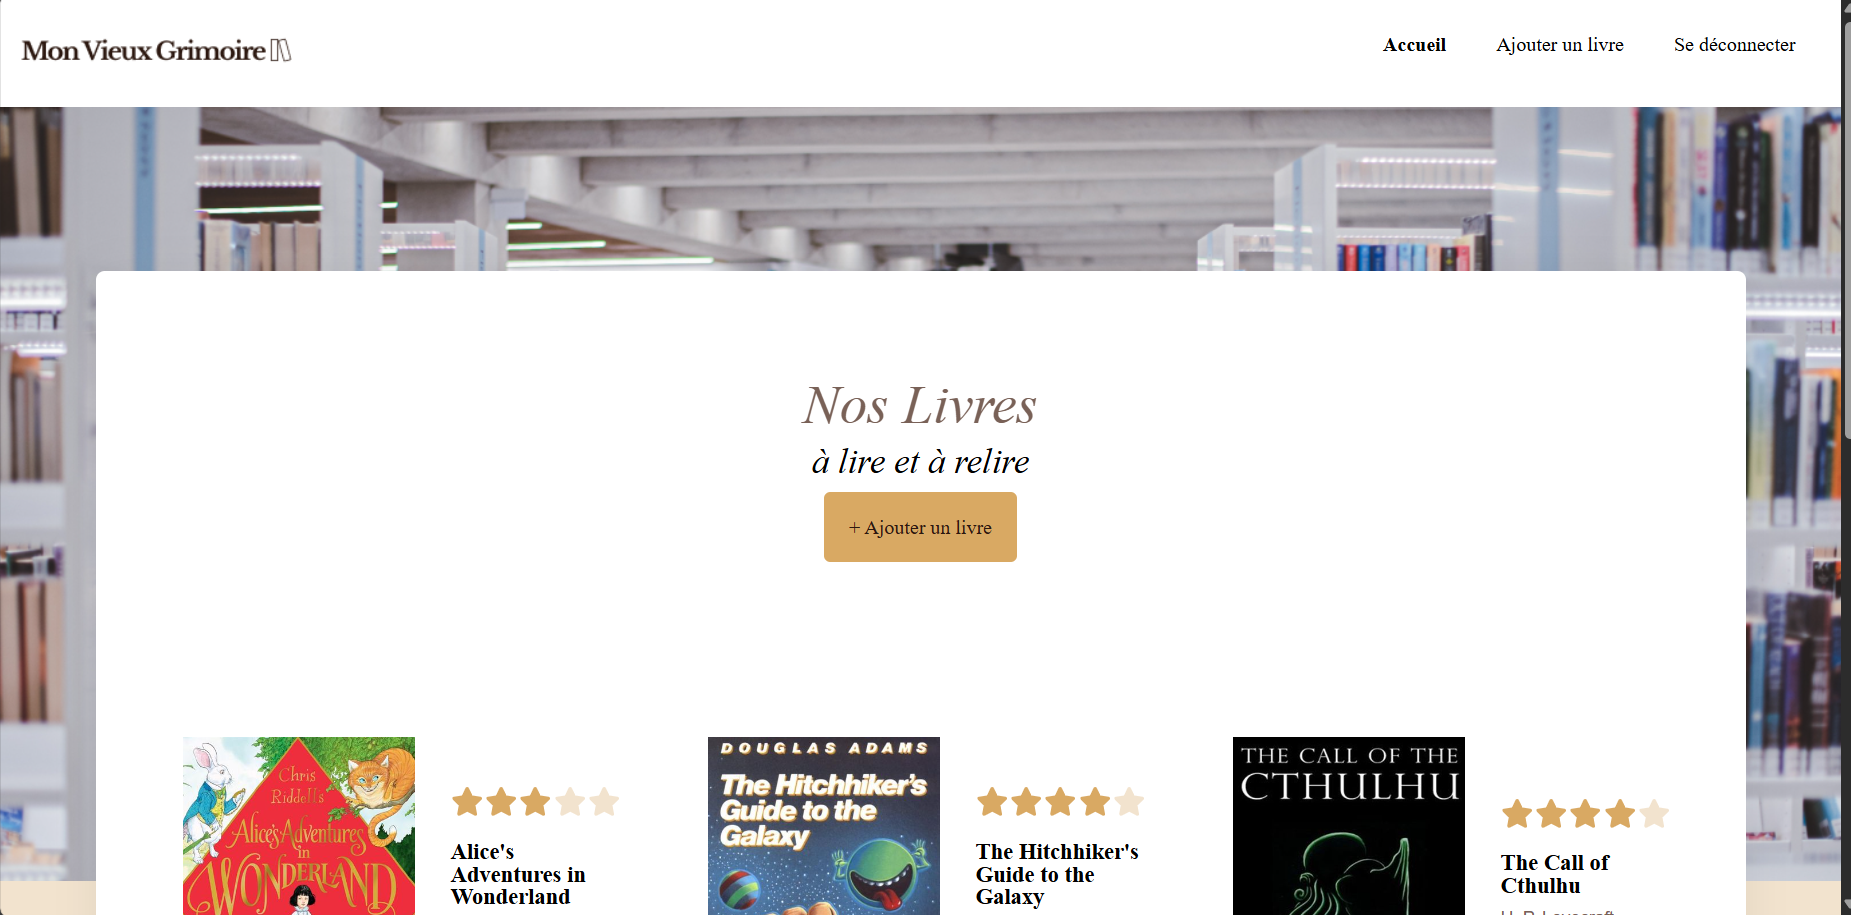 Mon Vieux Grimoire
Accueil
Ajouter un livre
Se déconnecter
Nos Livres
à lire et à relire
+ Ajouter un livre
Chris
Riddell's
Alice's Adventures
in
WONDERLAND
Alice's
Adventures in
Wonderland
DOUGLAS ADAMS
The Hitchhiker's
Guide to the
Galaxy
The Hitchhiker's
Guide to the
Galaxy
THE CALL OF THE
CTHULHU
The Call of
Cthulhu